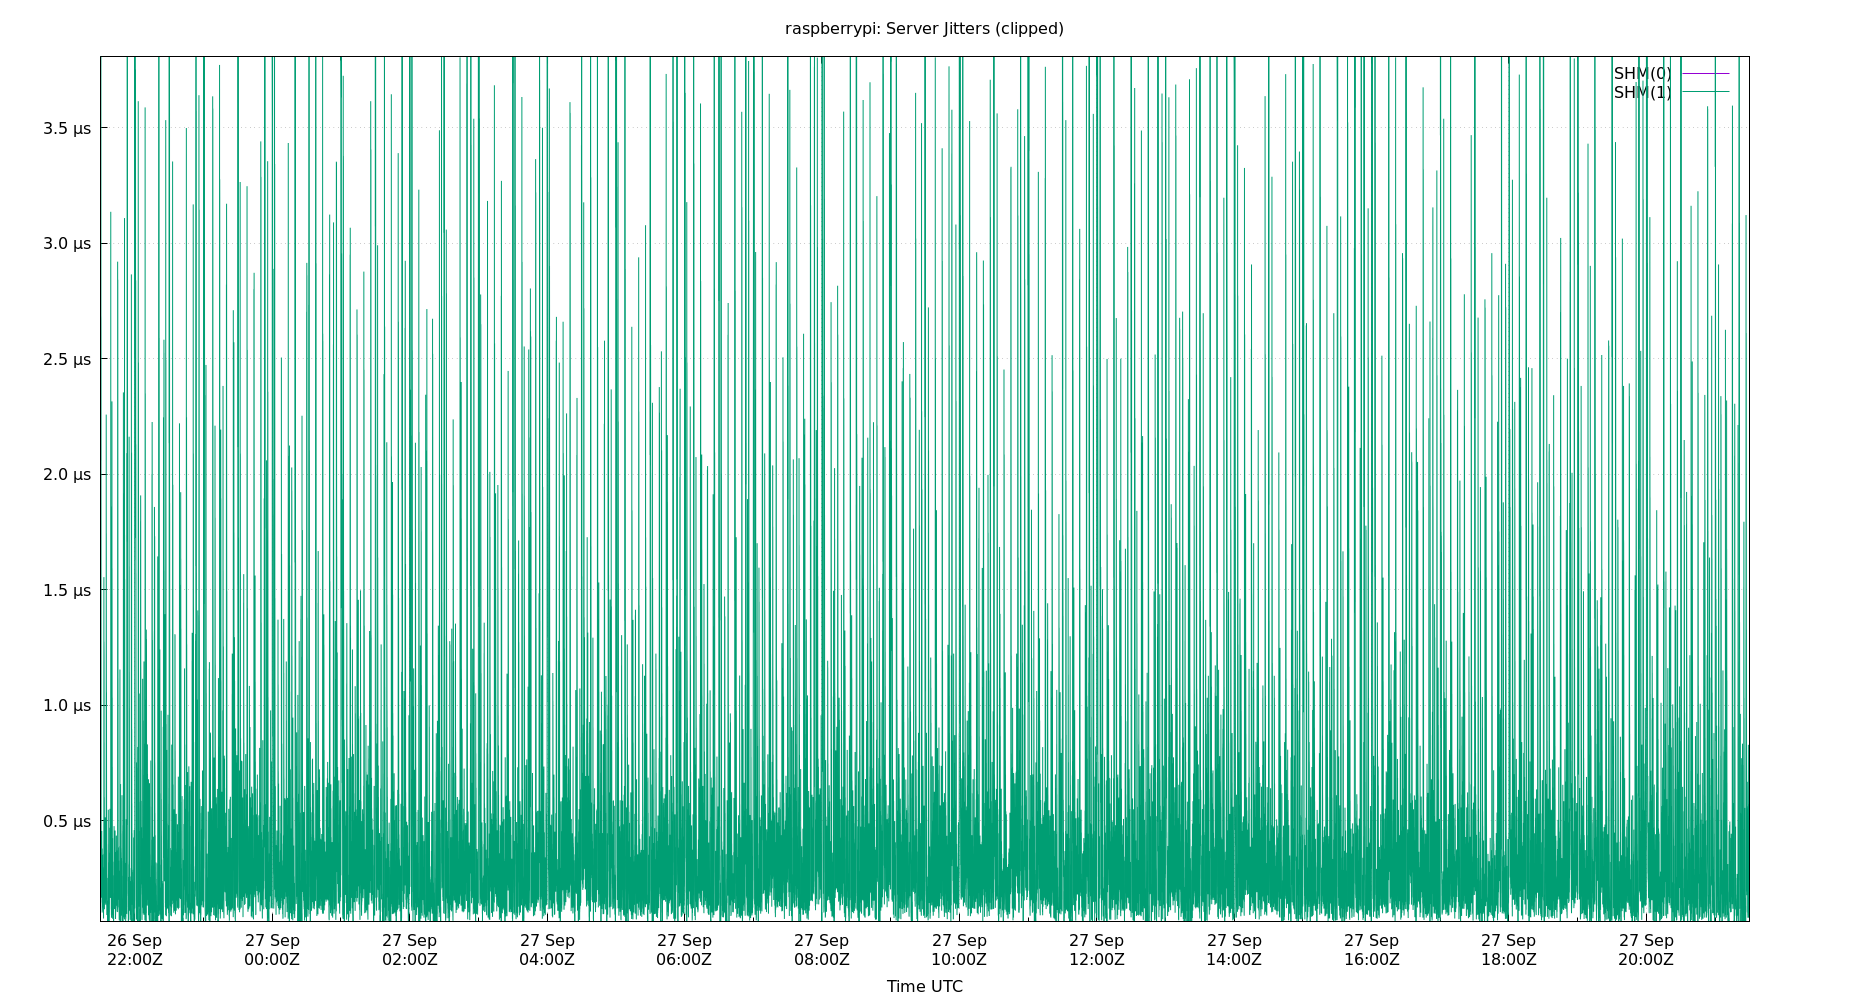 raspberrypi: Server Jitters (clipped)
SHM(0)
SHM(1)
3.5 µs
3.0 µs
2.5 µs
2.0 µs
1.5 µs
1.0 µs
0.5 µs
26 Sep 27 Sep 27 Sep 27 Sep 27 Sep 27 Sep 27 Sep 27 Sep 27 Sep 27 Sep 27 Sep 27 Sep
22:00Z 00:00Z 02:00Z 04:00Z 06:00Z 08:00Z 10:00Z 12:00Z 14:00Z 16:00Z 18:00Z 20:00Z
Time UTC